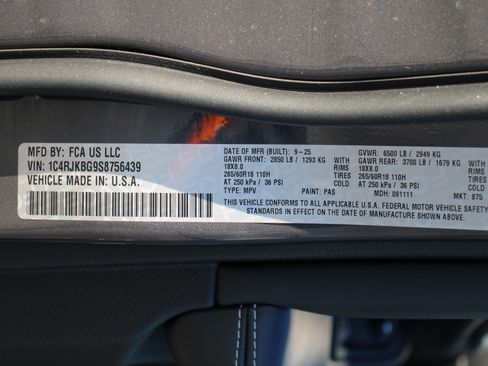 MFD BY: FCA US LLC
VIN: 1C4RJKBG9S8756439
VEHICLE MADE IN: U.S.A.
DATE OF MFR (BUILT): 9-25 GVWR: 6500 LB / 2949 KG
GAWR FRONT: 2850 LB / 1293 KG GAWR REAR: 3700 LB / 1679 KG
18X8.0 RIMS 18X8.0 RIMS
265/60R18 110H TIRES 265/60R18 110H TIRES
AT 250 kPa / 36 PSI COLD AT 250 kPa / 36 PSI COLD
TYPE: MPV PAINT: PAS MDH: 091111 MKT: 875
THIS VEHICLE CONFORMS TO ALL APPLICABLE U.S.A. FEDERAL MOTOR VEHICLE SAFETY
STANDARDS IN EFFECT ON THE DATE OF MANUFACTURE SHOWN ABOVE.